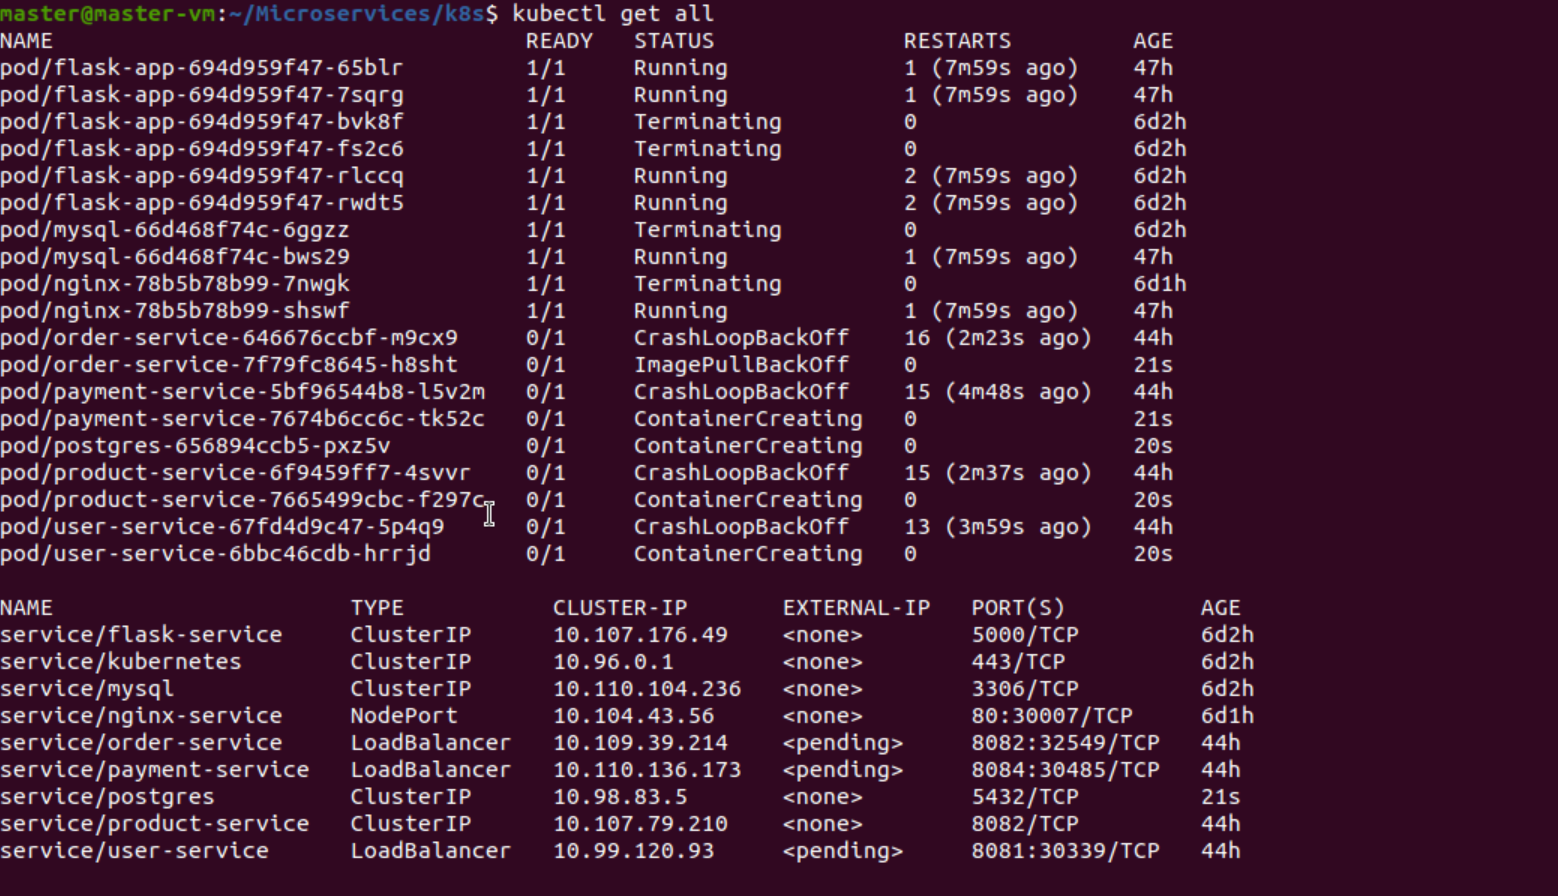 master@master-vm:~/Microservices/k8s$ kubectl get all
NAME READY STATUS RESTARTS AGE
pod/flask-app-694d959f47-65blr 1/1 Running 1 (7m59s ago) 47h
pod/flask-app-694d959f47-7sqrg 1/1 Running 1 (7m59s ago) 47h
pod/flask-app-694d959f47-bvk8f 1/1 Terminating 0 6d2h
pod/flask-app-694d959f47-fs2c6 1/1 Terminating 0 6d2h
pod/flask-app-694d959f47-rlccq 1/1 Running 2 (7m59s ago) 6d2h
pod/flask-app-694d959f47-rwdt5 1/1 Running 2 (7m59s ago) 6d2h
pod/mysql-66d468f74c-6ggzz 1/1 Terminating 0 6d2h
pod/mysql-66d468f74c-bws29 1/1 Running 1 (7m59s ago) 47h
pod/nginx-78b5b78b99-7nwgk 1/1 Terminating 0 6d1h
pod/nginx-78b5b78b99-shswf 1/1 Running 1 (7m59s ago) 47h
pod/order-service-646676ccbf-m9cx9 0/1 CrashLoopBackOff 16 (2m23s ago) 44h
pod/order-service-7f79fc8645-h8sht 0/1 ImagePullBackOff 0 21s
pod/payment-service-5bf96544b8-l5v2m 0/1 CrashLoopBackOff 15 (4m48s ago) 44h
pod/payment-service-7674b6cc6c-tk52c 0/1 ContainerCreating 0 21s
pod/postgres-656894ccb5-pxz5v 0/1 ContainerCreating 0 20s
pod/product-service-6f9459ff7-4svvr 0/1 CrashLoopBackOff 15 (2m37s ago) 44h
pod/product-service-7665499cbc-f297c 0/1 ContainerCreating 0 20s
pod/user-service-67fd4d9c47-5p4q9 0/1 CrashLoopBackOff 13 (3m59s ago) 44h
pod/user-service-6bbc46cdb-hrrjd 0/1 ContainerCreating 0 20s
NAME TYPE CLUSTER-IP EXTERNAL-IP PORT(S) AGE
service/flask-service ClusterIP 10.107.176.49 <none> 5000/TCP 6d2h
service/kubernetes ClusterIP 10.96.0.1 <none> 443/TCP 6d2h
service/mysql ClusterIP 10.110.104.236 <none> 3306/TCP 6d2h
service/nginx-service NodePort 10.104.43.56 <none> 80:30007/TCP 6d1h
service/order-service LoadBalancer 10.109.39.214 <pending> 8082:32549/TCP 44h
service/payment-service LoadBalancer 10.110.136.173 <pending> 8084:30485/TCP 44h
service/postgres ClusterIP 10.98.83.5 <none> 5432/TCP 21s
service/product-service ClusterIP 10.107.79.210 <none> 8082/TCP 44h
service/user-service LoadBalancer 10.99.120.93 <pending> 8081:30339/TCP 44h